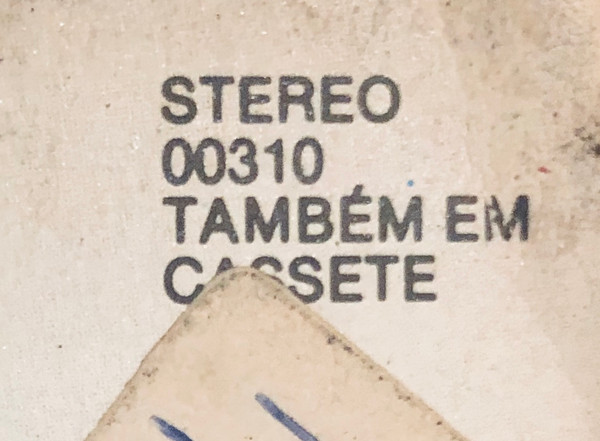 STEREO
00310
TAMBÉM EM
CASSETE